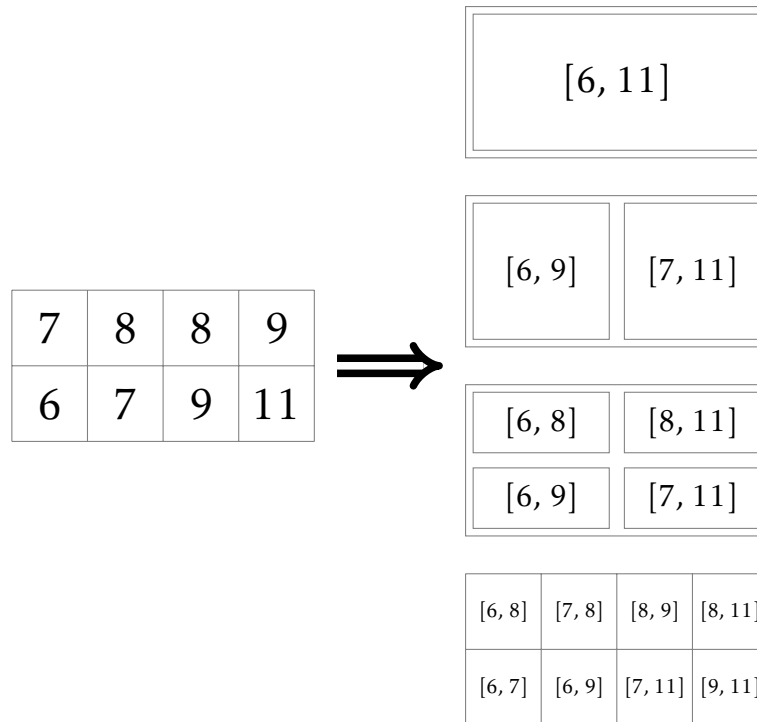 [6, 11]
[6, 9] [7, 11]
7 8 8 9
6 7 9 11
[6, 8] [8, 11]
[6, 9] [7, 11]
[6, 8] [7, 8] [8, 9] [8, 11]
[6, 7] [6, 9] [7, 11] [9, 11]